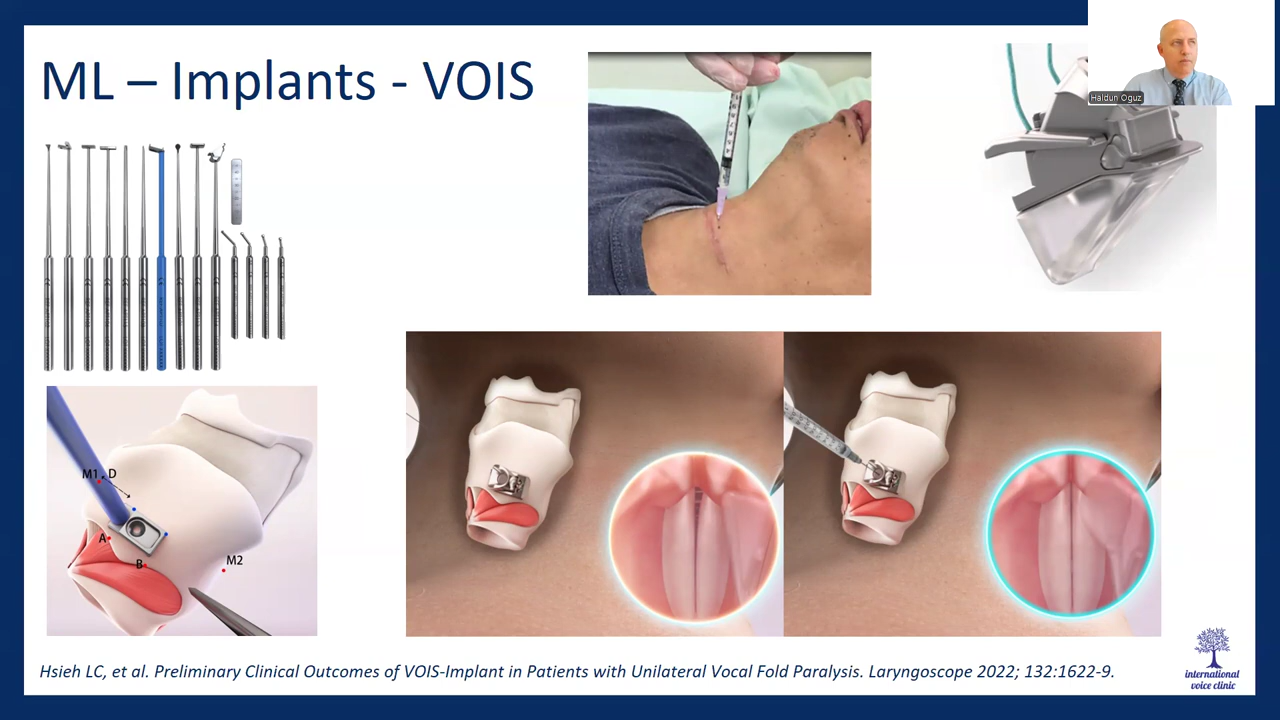 ML – Implants - VOIS
Haldun Oguz
M1 . D
A
B
M2
Hsieh LC, et al. Preliminary Clinical Outcomes of VOIS-Implant in Patients with Unilateral Vocal Fold Paralysis. Laryngoscope 2022; 132:1622-9.
international
voice clinic